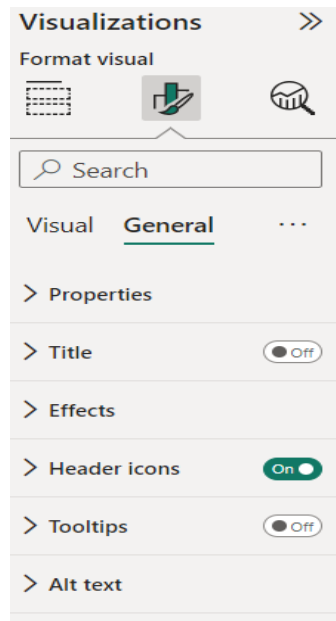 Visualizations
Format visual
Search
Visual General ...
Properties
Title Off
Effects
Header icons On
Tooltips Off
Alt text